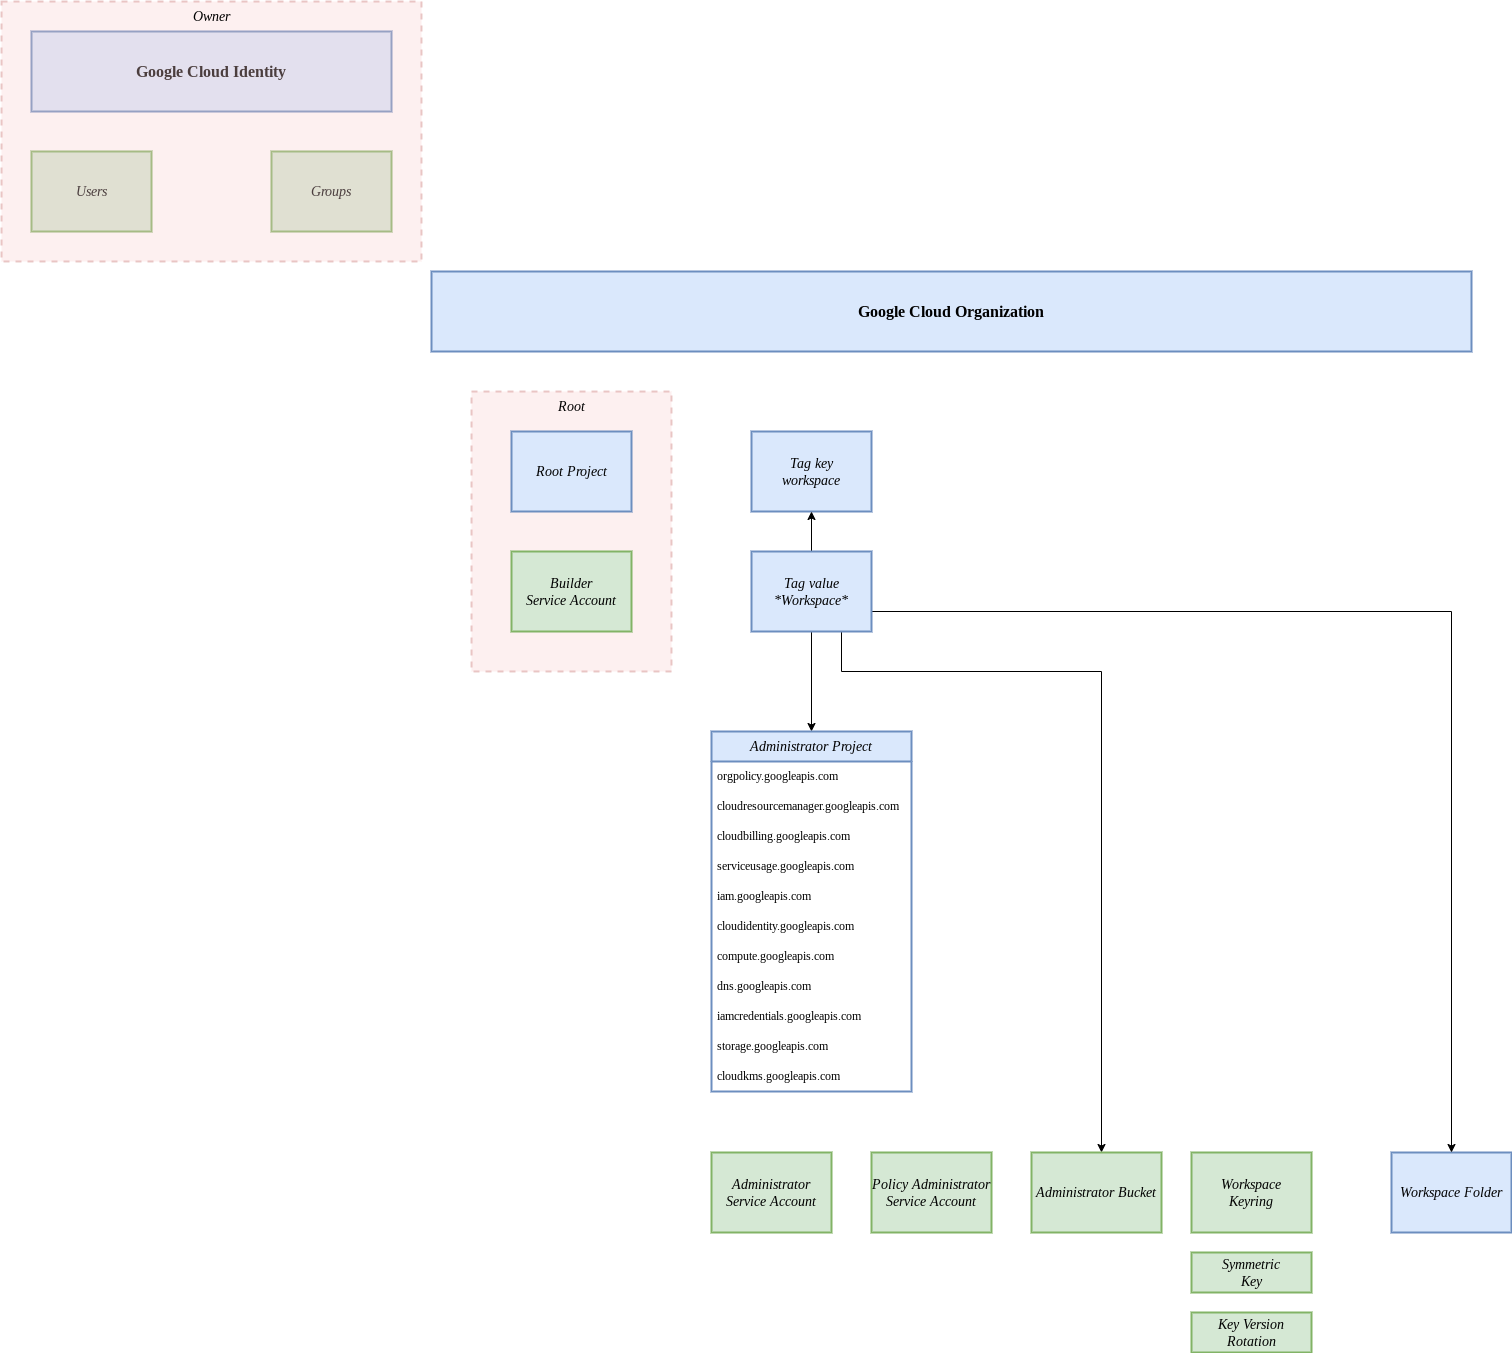 Owner
Google Cloud Identity
Users
Groups
Google Cloud Organization
Root
Root Project
Builder
Service Account
Tag key
workspace
Tag value
*Workspace*
Administrator Project
orgpolicy.googleapis.com
cloudresourcemanager.googleapis.com
cloudbilling.googleapis.com
serviceusage.googleapis.com
iam.googleapis.com
cloudidentity.googleapis.com
compute.googleapis.com
dns.googleapis.com
iamcredentials.googleapis.com
storage.googleapis.com
cloudkms.googleapis.com
Administrator
Service Account
Policy Administrator
Service Account
Administrator Bucket
Workspace
Keyring
Workspace Folder
Symmetric
Key
Key Version
Rotation